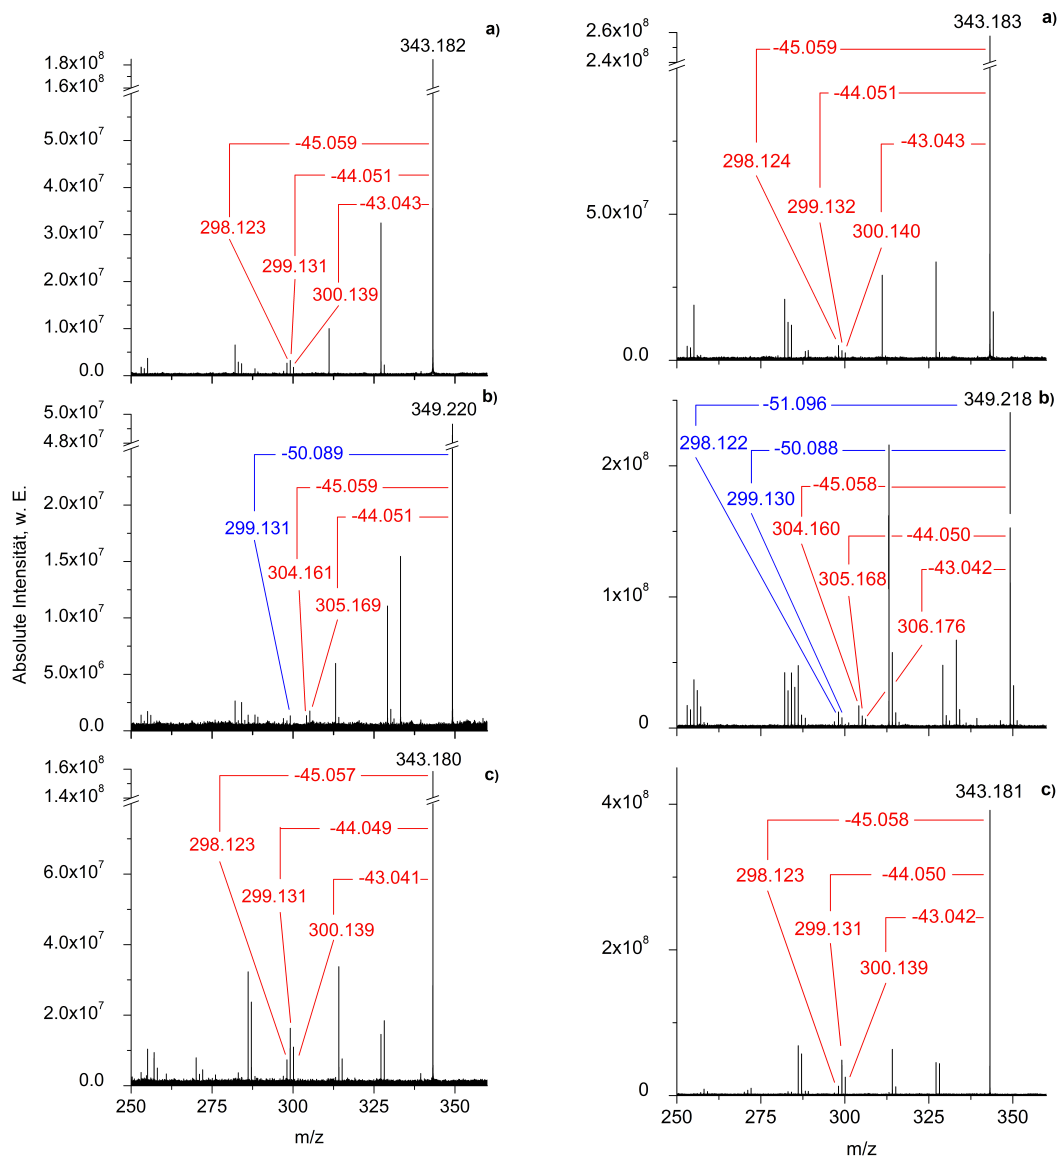 a)
343.182
1.8x10⁸
1.6x10⁸
5.0x10⁷
4.0x10⁷
3.0x10⁷
2.0x10⁷
1.0x10⁷
0.0
-45.059
-44.051
-43.043
298.123
299.131
300.139
b)
349.220
5.0x10⁷
4.8x10⁷
2.0x10⁷
1.5x10⁷
1.0x10⁷
5.0x10⁶
0.0
-50.089
-45.059
-44.051
299.131
304.161
305.169
Absolute Intensität, w. E.
c)
343.180
1.6x10⁸
1.4x10⁸
6.0x10⁷
4.0x10⁷
2.0x10⁷
0.0
-45.057
-44.049
-43.041
298.123
299.131
300.139
250 275 300 325 350
m/z
a)
343.183
2.6x10⁸
2.4x10⁸
5.0x10⁷
0.0
-45.059
-44.051
-43.043
298.124
299.132
300.140
b)
349.218
2x10⁸
1x10⁸
0
-51.096
298.122
-50.088
299.130
-45.058
304.160
-44.050
305.168
-43.042
306.176
c)
343.181
4x10⁸
2x10⁸
0
-45.058
298.123
-44.050
299.131
-43.042
300.139
250 275 300 325 350
m/z